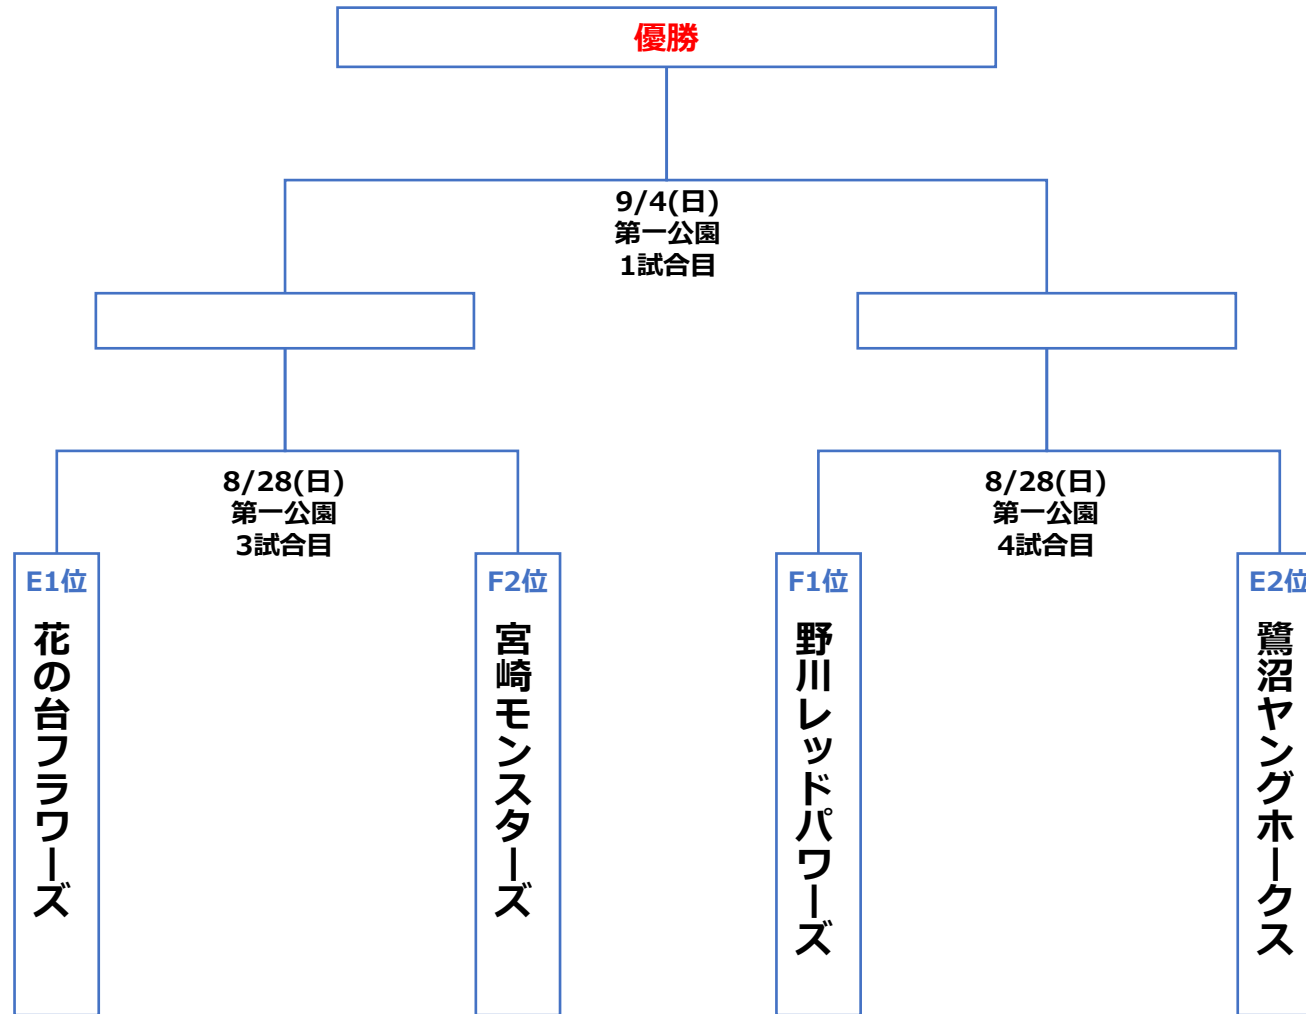 優勝
9/4(日)
第一公園
1試合目
8/28(日)
第一公園
3試合目
8/28(日)
第一公園
4試合目
E1位
花の台フラワーズ
F2位
宮崎モンスターズ
F1位
野川レッドパワーズ
E2位
鷺沼ヤングホークス